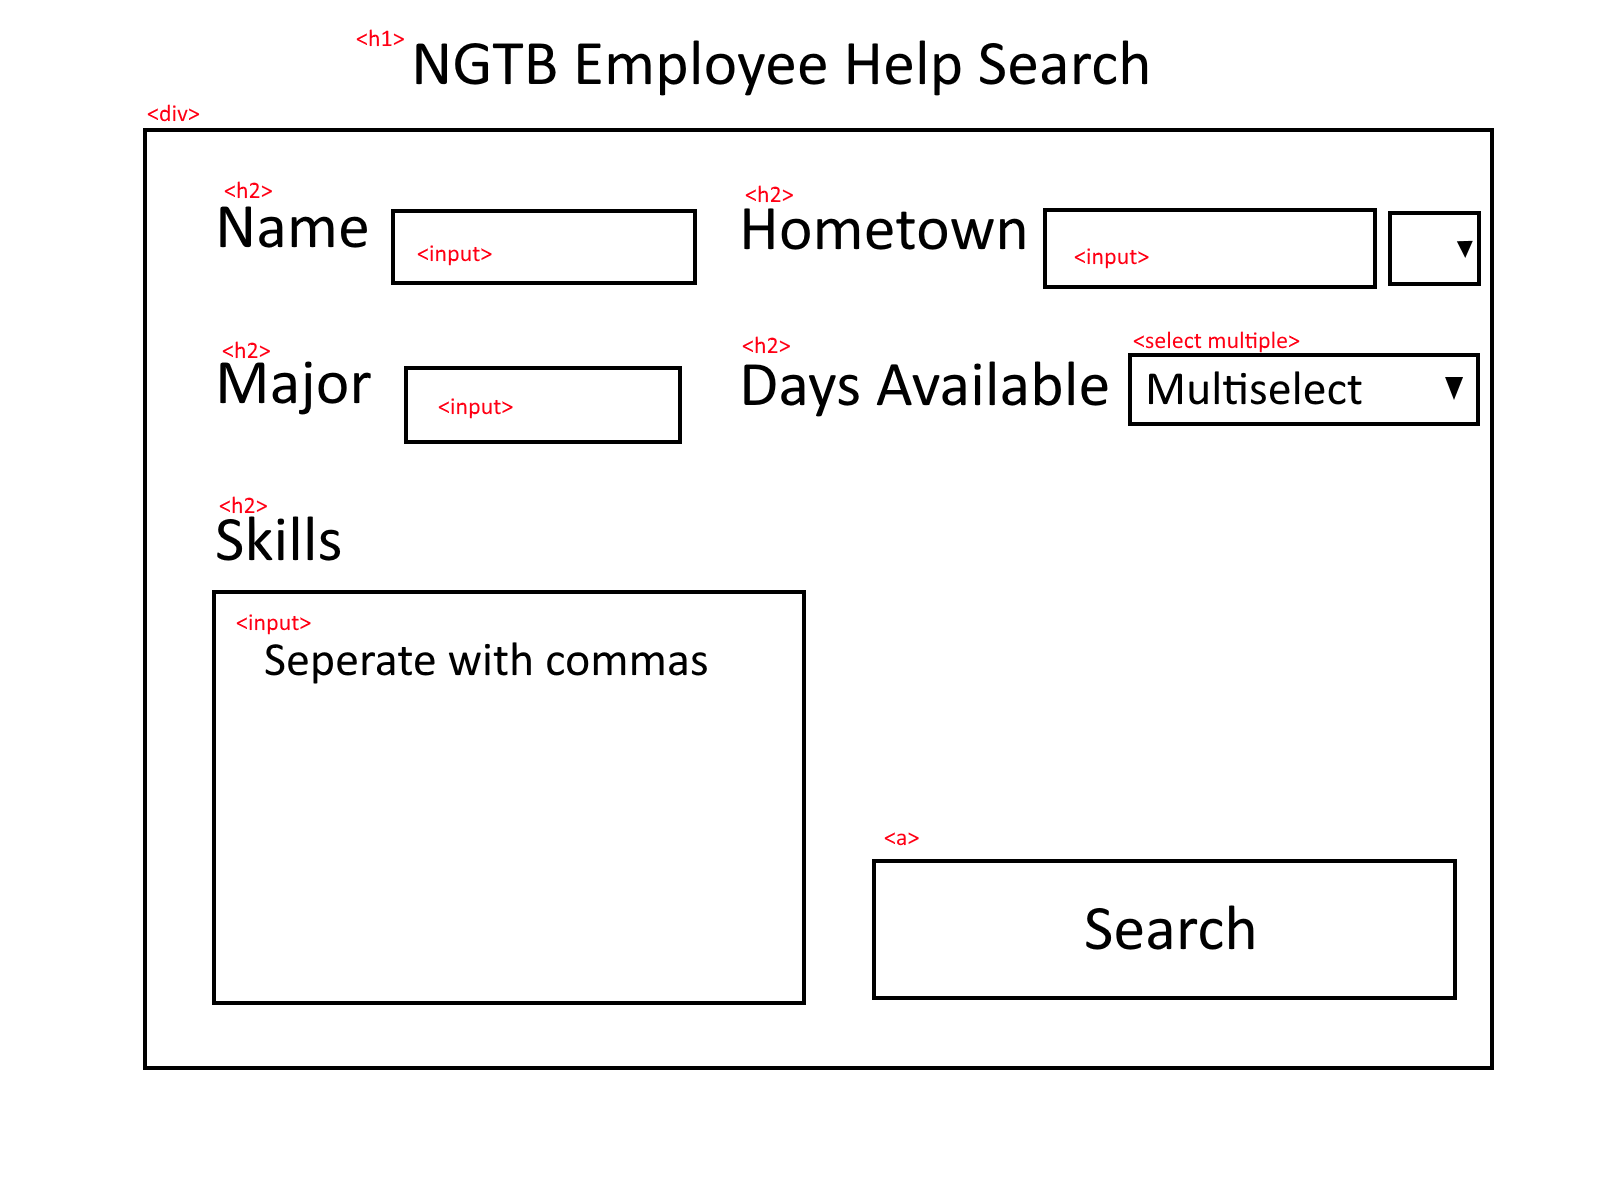 <h1> NGTB Employee Help Search
<div>
<h2> <h2>
Name <input> Hometown <input> ▼
<h2> <h2> <select multiple>
Major <input> Days Available Multiselect ▼
<h2>
Skills
<input>
Seperate with commas
<a>
Search